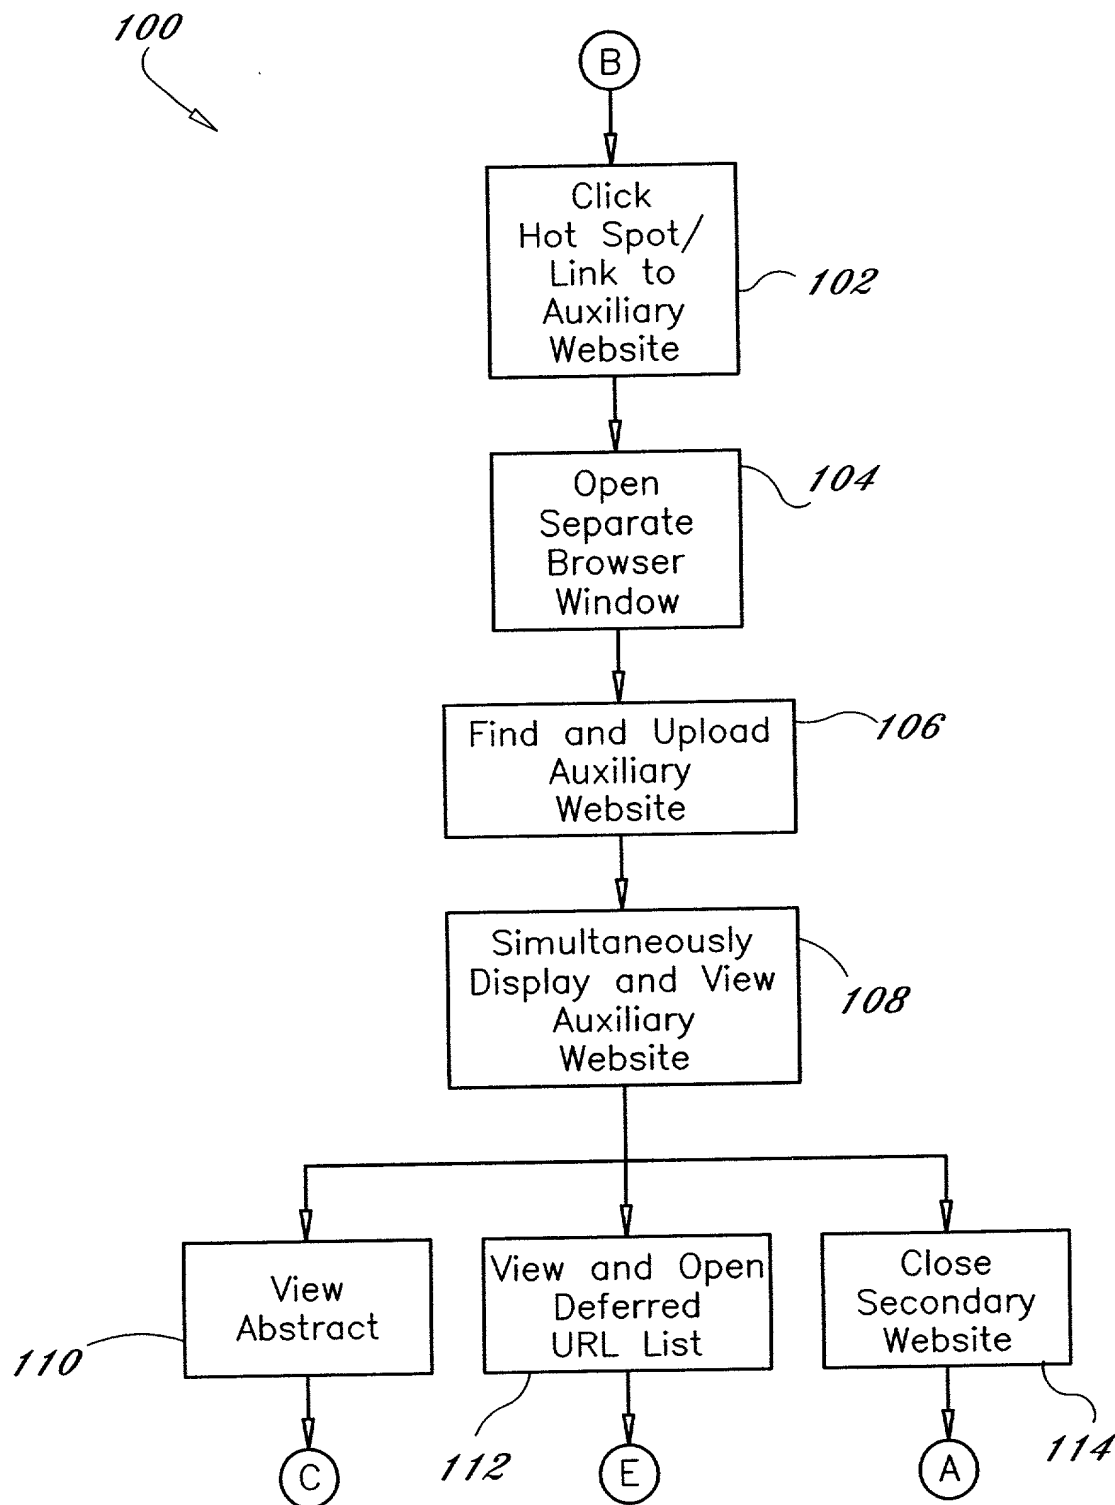 100
B
Click
Hot Spot/
Link to
Auxiliary
Website
102
Open
Separate
Browser
Window
104
Find and Upload
Auxiliary
Website
106
Simultaneously
Display and View
Auxiliary
Website
108
View
Abstract
110
View and Open
Deferred
URL List
112
Close
Secondary
Website
114
C
E
A